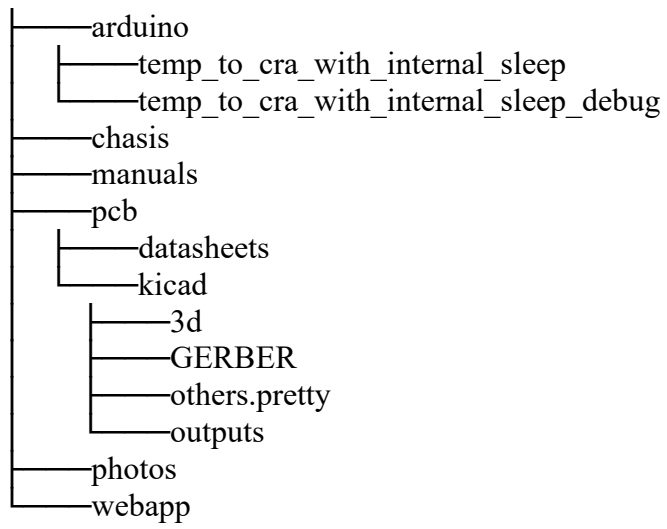 arduino
temp_to_cra_with_internal_sleep
temp_to_cra_with_internal_sleep_debug
chasis
manuals
pcb
datasheets
kicad
3d
GERBER
others.pretty
outputs
photos
webapp